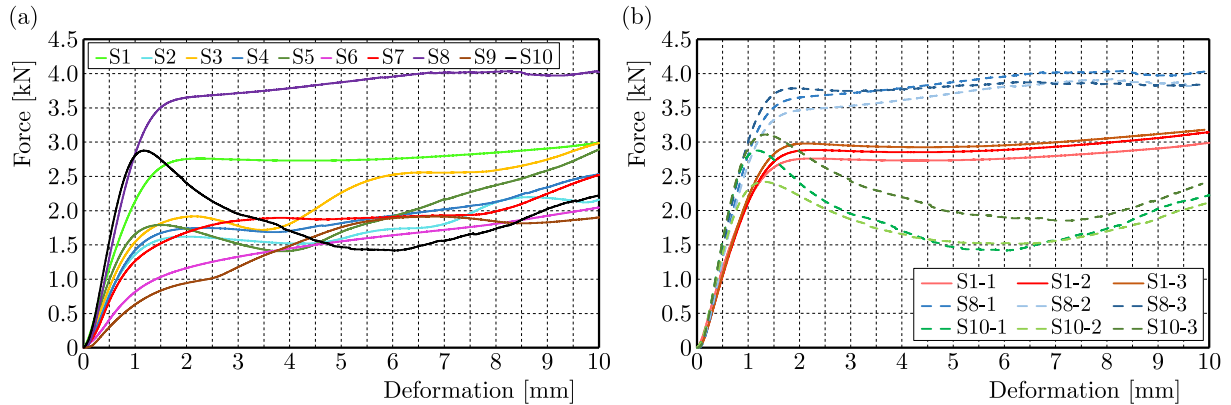 (a)
Force [kN]
4.5
4.0
3.5
3.0
2.5
2.0
1.5
1.0
0.5
0
S1 S2 S3 S4 S5 S6 S7 S8 S9 S10
0 1 2 3 4 5 6 7 8 9 10
Deformation [mm]
(b)
Force [kN]
4.5
4.0
3.5
3.0
2.5
2.0
1.5
1.0
0.5
0
S1-1 S1-2 S1-3
S8-1 S8-2 S8-3
S10-1 S10-2 S10-3
0 1 2 3 4 5 6 7 8 9 10
Deformation [mm]